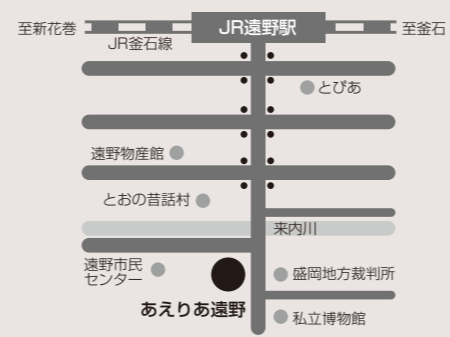 至新花巻
JR遠野駅
至釜石
JR釜石線
とぴあ
遠野物産館
とおの昔話村
来内川
遠野市民
センター
盛岡地方裁判所
あえりあ遠野
私立博物館